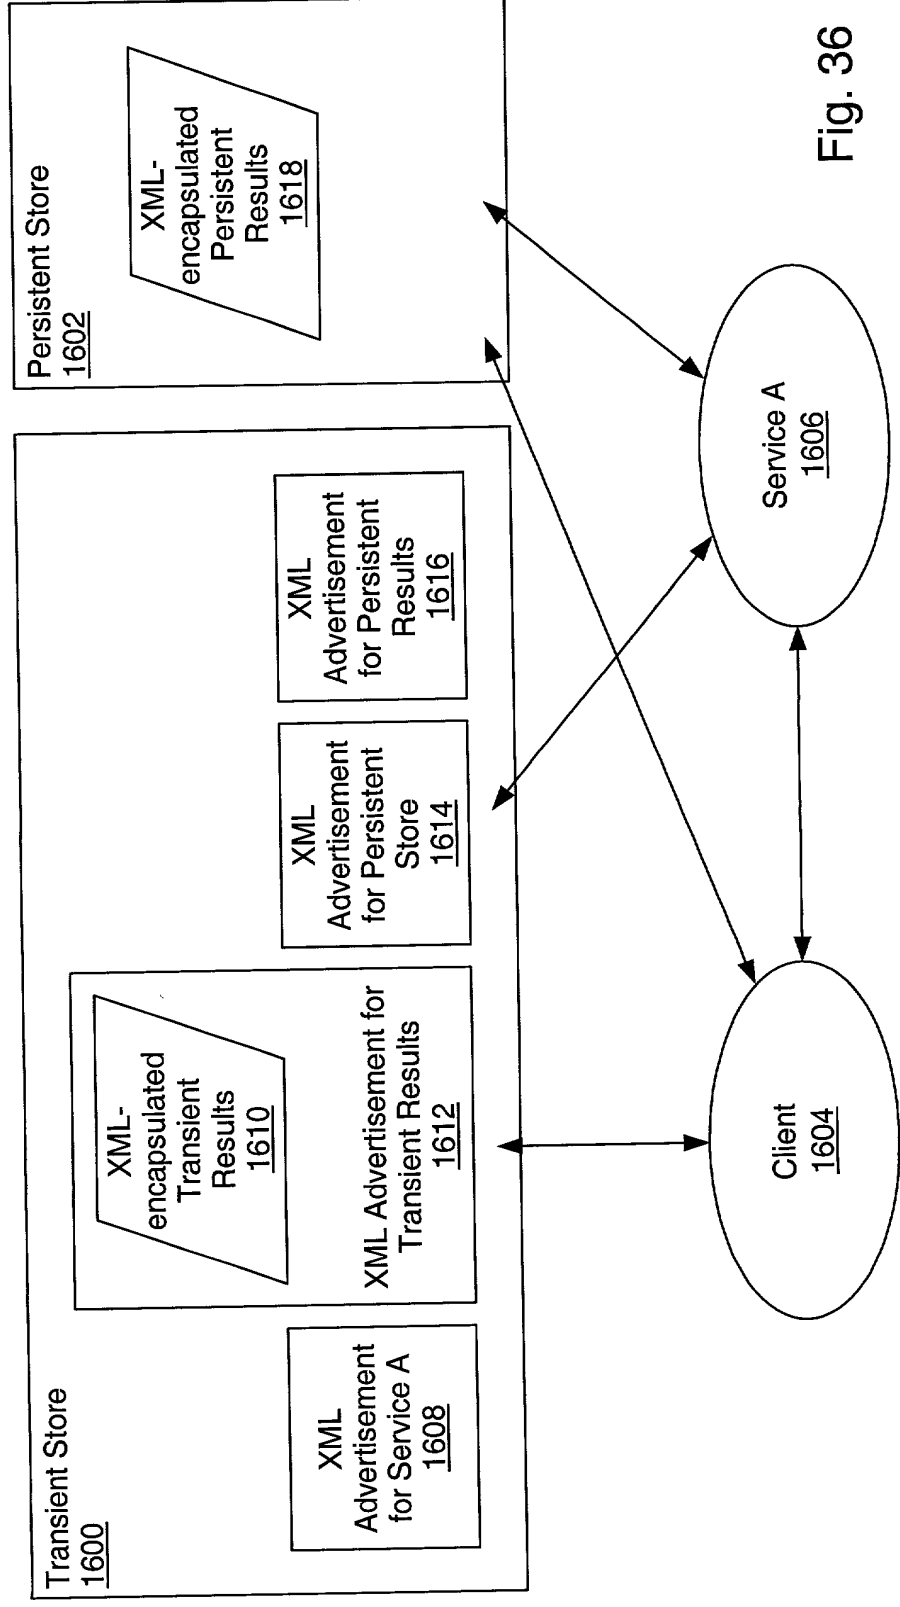 Transient Store
1600
XML
Advertisement
for Service A
1608
XML-
encapsulated
Transient
Results
1610
XML Advertisement for
Transient Results
1612
XML
Advertisement
for Persistent
Store
1614
XML
Advertisement
for Persistent
Results
1616
Persistent Store
1602
XML-
encapsulated
Persistent
Results
1618
Client
1604
Service A
1606
Fig. 36